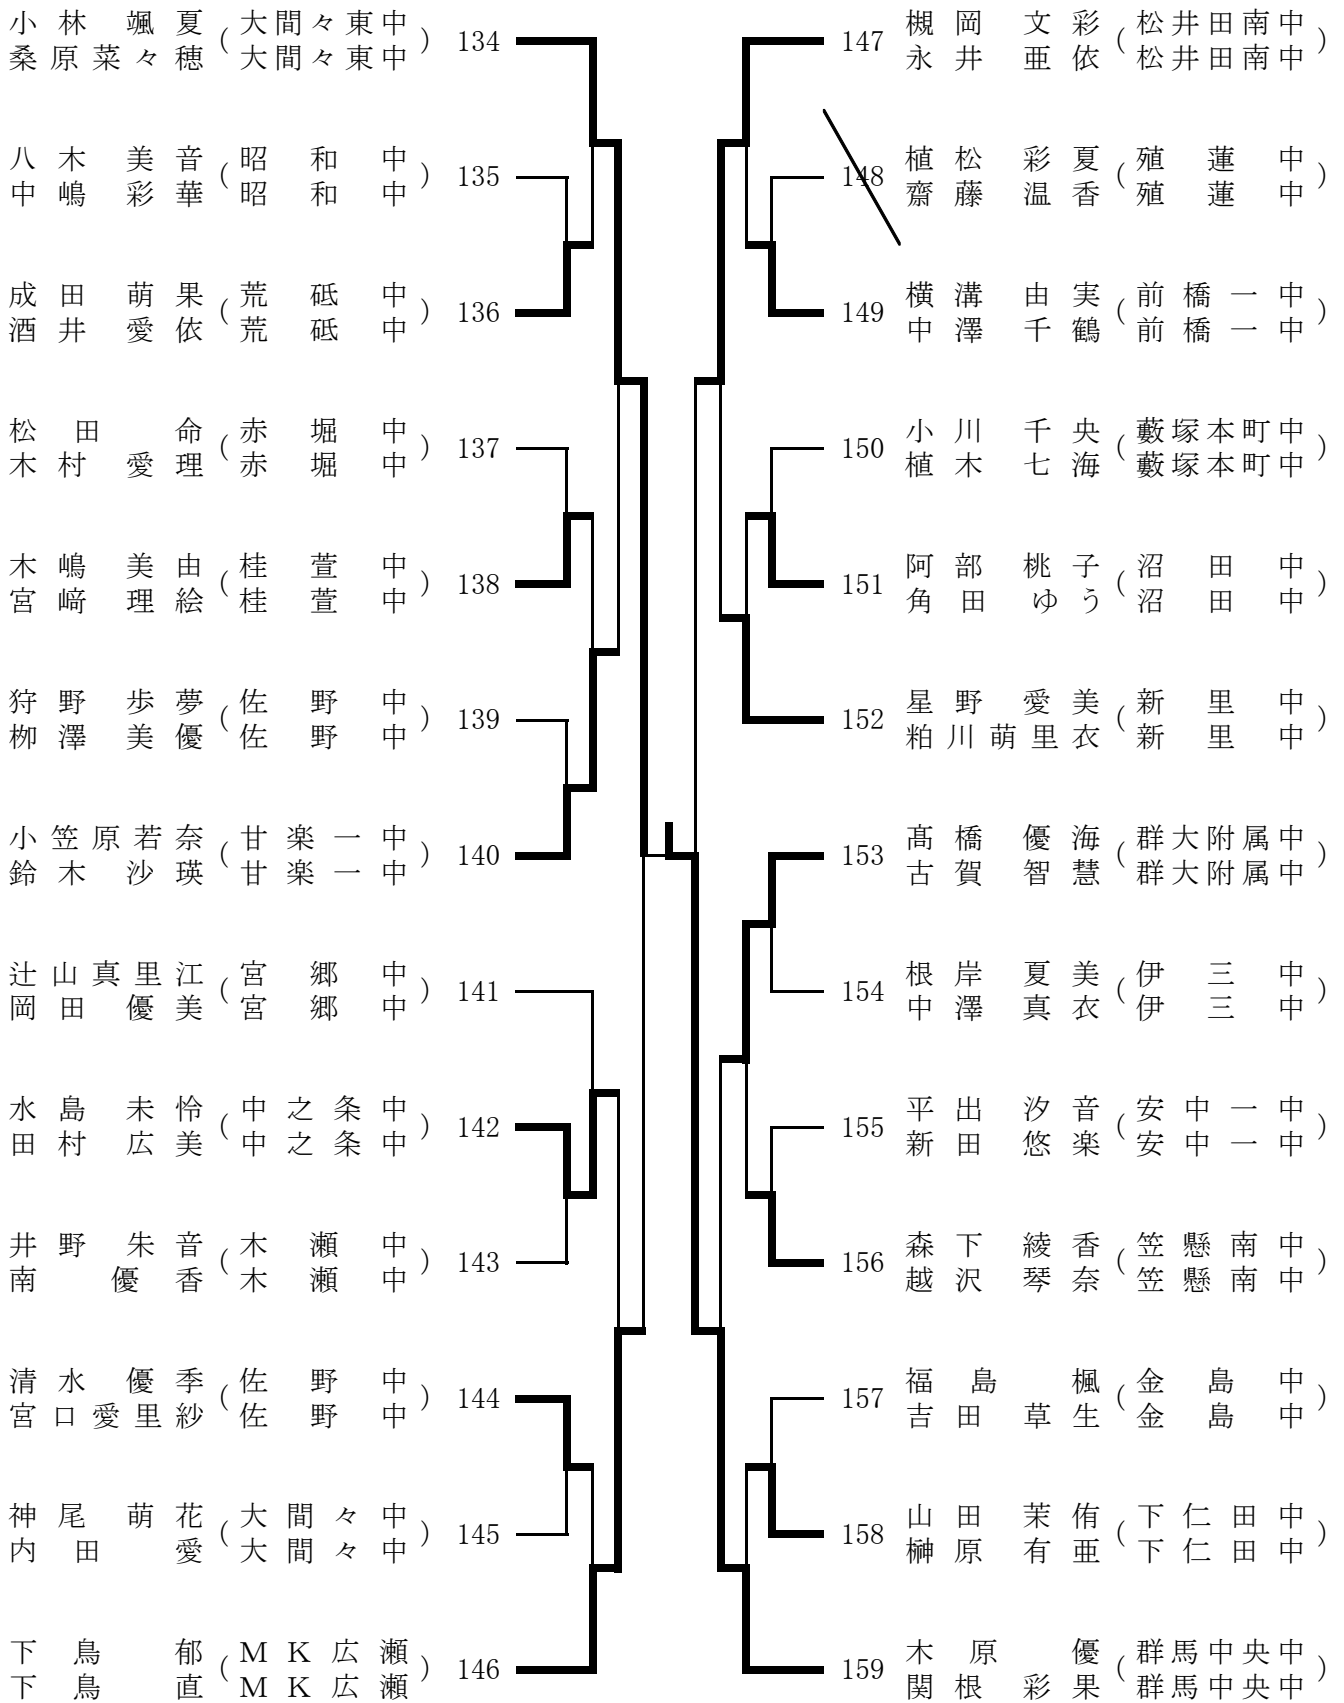 小林颯夏(大間々東中) 134
桑原菜々穂(大間々東中)
八木美音(昭和中) 135
中嶋彩華(昭和中)
成田萌果(荒砥中) 136
酒井愛依(荒砥中)
松田命(赤堀中) 137
木村愛理(赤堀中)
木嶋美由(桂萱中) 138
宮﨑理絵(桂萱中)
狩野歩夢(佐野中) 139
栁澤美優(佐野中)
小笠原若奈(甘楽一中) 140
鈴木沙瑛(甘楽一中)
辻山真里江(宮郷中) 141
岡田優美(宮郷中)
水島未怜(中之条中) 142
田村広美(中之条中)
井野朱音(木瀬中) 143
南優香(木瀬中)
清水優季(佐野中) 144
宮口愛里紗(佐野中)
神尾萌花(大間々中) 145
内田愛(大間々中)
下鳥郁(MK広瀬) 146
下鳥直(MK広瀬)
147 槻岡文彩(松井田南中)
永井亜依(松井田南中)
148 植松彩夏(殖蓮中)
齋藤温香(殖蓮中)
149 横溝由実(前橋一中)
中澤千鶴(前橋一中)
150 小川千央(藪塚本町中)
植木七海(藪塚本町中)
151 阿部桃子(沼田中)
角田ゆう(沼田中)
152 星野愛美(新里中)
粕川萌里衣(新里中)
153 髙橋優海(群大附属中)
古賀智慧(群大附属中)
154 根岸夏美(伊三中)
中澤真衣(伊三中)
155 平出汐音(安中一中)
新田悠楽(安中一中)
156 森下綾香(笠懸南中)
越沢琴奈(笠懸南中)
157 福島楓(金島中)
吉田草生(金島中)
158 山田茉侑(下仁田中)
榊原有亜(下仁田中)
159 木原優(群馬中央中)
関根彩果(群馬中央中)